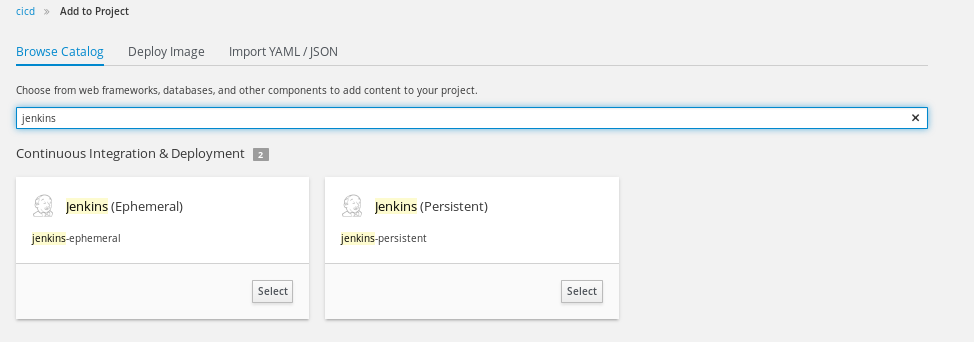 cicd » Add to Project
Browse Catalog Deploy Image Import YAML / JSON
Choose from web frameworks, databases, and other components to add content to your project.
jenkins ×
Continuous Integration & Deployment 2
Jenkins (Ephemeral)
jenkins-ephemeral
Select
Jenkins (Persistent)
jenkins-persistent
Select